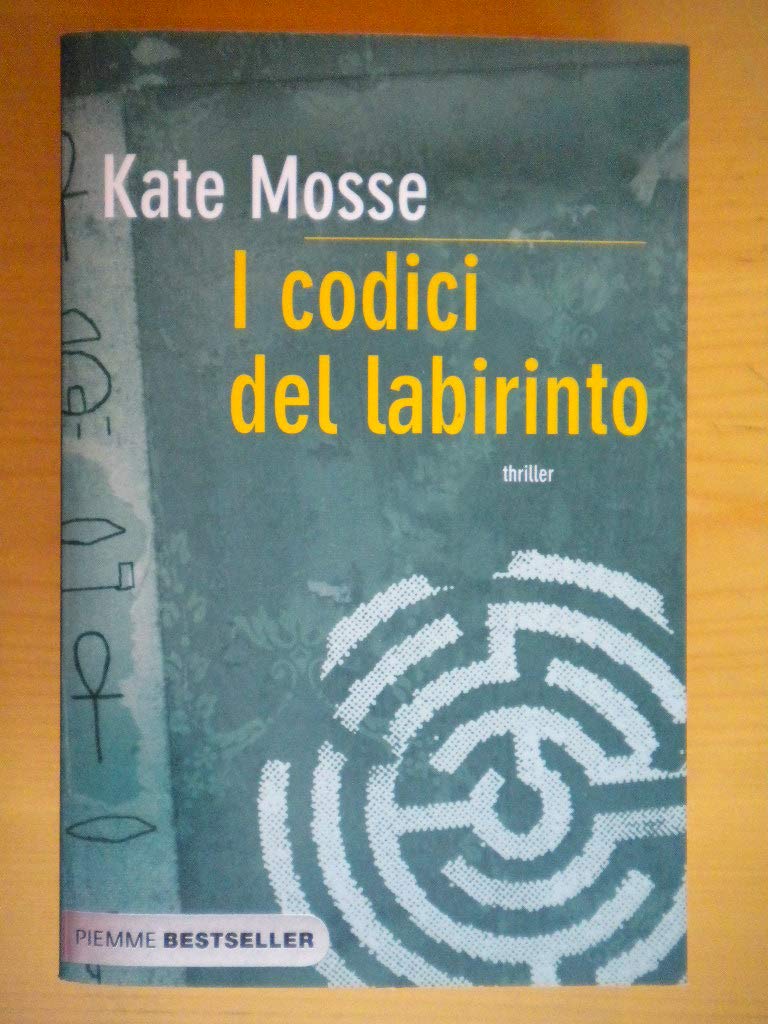 Kate Mosse
I codici
del labirinto
thriller
PIEMME BESTSELLER